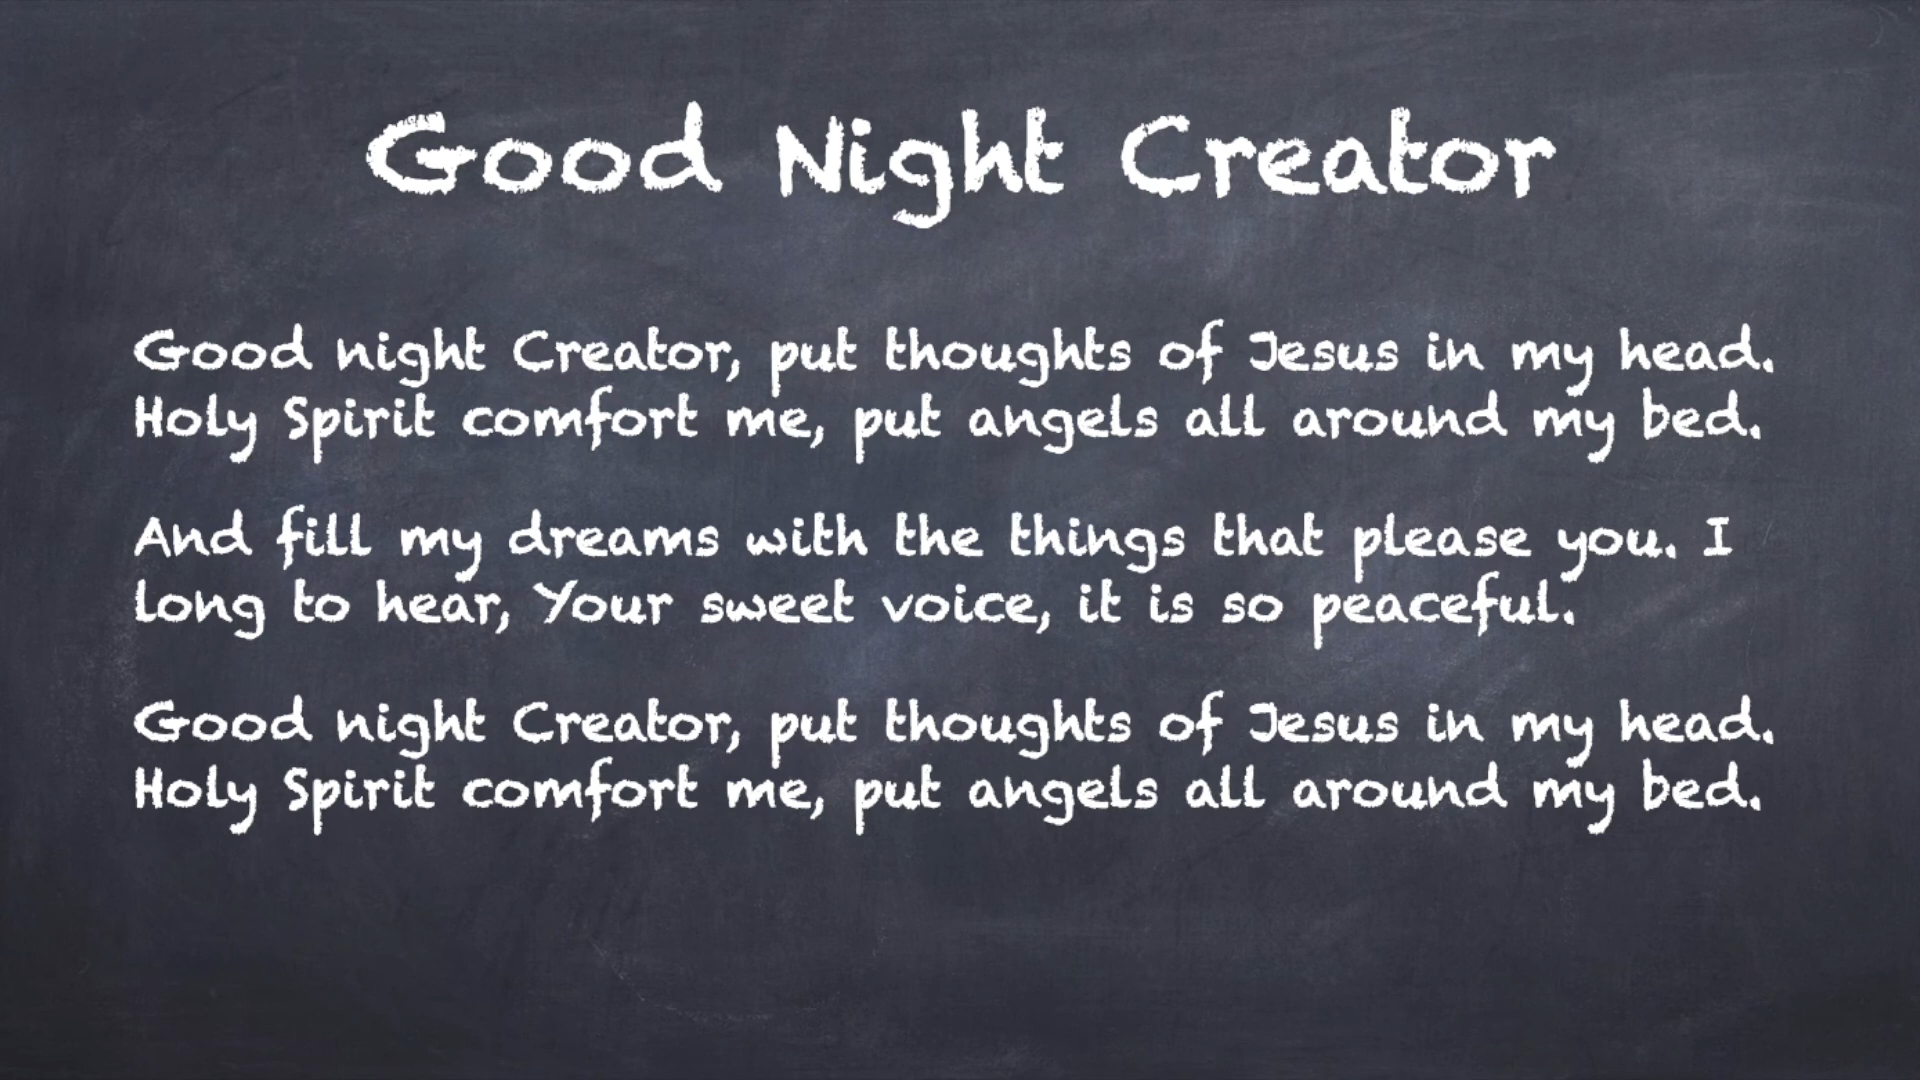 Good Night Creator
Good night Creator, put thoughts of Jesus in my head.
Holy Spirit comfort me, put angels all around my bed.
And fill my dreams with the things that please you. I
long to hear, Your sweet voice, it is so peaceful.
Good night Creator, put thoughts of Jesus in my head.
Holy Spirit comfort me, put angels all around my bed.